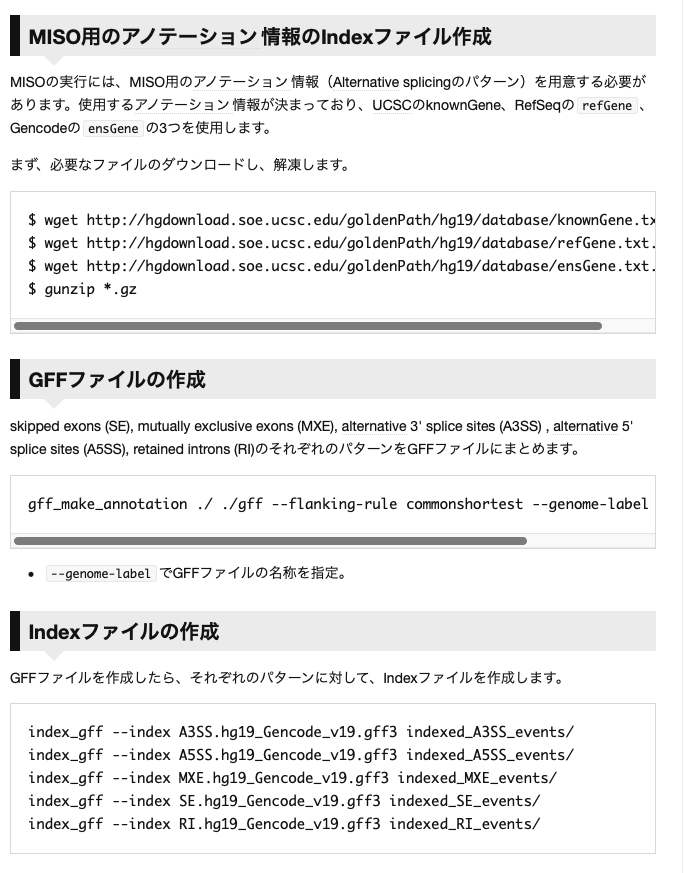 MISO用のアノテーション 情報のIndexファイル作成
MISOの実行には、MISO用のアノテーション 情報（Alternative splicingのパターン）を用意する必要が
あります。使用するアノテーション 情報が決まっており、UCSCのknownGene、RefSeqの refGene 、
Gencodeの ensGene の3つを使用します。
まず、必要なファイルのダウンロードし、解凍します。
$ wget http://hgdownload.soe.ucsc.edu/goldenPath/hg19/database/knownGene.tx
$ wget http://hgdownload.soe.ucsc.edu/goldenPath/hg19/database/refGene.txt.
$ wget http://hgdownload.soe.ucsc.edu/goldenPath/hg19/database/ensGene.txt.
$ gunzip *.gz
GFFファイルの作成
skipped exons (SE), mutually exclusive exons (MXE), alternative 3' splice sites (A3SS) , alternative 5'
splice sites (A5SS), retained introns (RI)のそれぞれのパターンをGFFファイルにまとめます。
gff_make_annotation ./ ./gff --flanking-rule commonshortest --genome-label
• --genome-label でGFFファイルの名称を指定。
Indexファイルの作成
GFFファイルを作成したら、それぞれのパターンに対して、Indexファイルを作成します。
index_gff --index A3SS.hg19_Gencode_v19.gff3 indexed_A3SS_events/
index_gff --index A5SS.hg19_Gencode_v19.gff3 indexed_A5SS_events/
index_gff --index MXE.hg19_Gencode_v19.gff3 indexed_MXE_events/
index_gff --index SE.hg19_Gencode_v19.gff3 indexed_SE_events/
index_gff --index RI.hg19_Gencode_v19.gff3 indexed_RI_events/